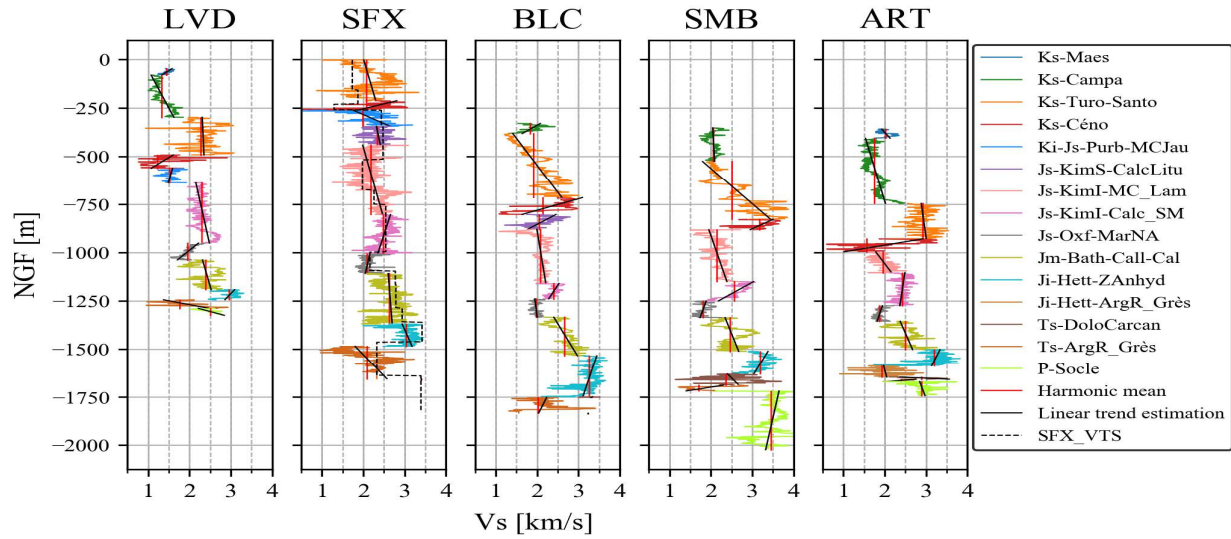 LVD SFX BLC SMB ART
0
−250
−500
−750
−1000
−1250
−1500
−1750
−2000
NGF [m]
1 2 3 4 1 2 3 4 1 2 3 4 1 2 3 4 1 2 3 4
Vs [km/s]
Ks-Maes
Ks-Campa
Ks-Turo-Santo
Ks-Céno
Ki-Js-Purb-MCJau
Js-KimS-CalcLitu
Js-KimI-MC_Lam
Js-KimI-Calc_SM
Js-Oxf-MarNA
Jm-Bath-Call-Cal
Ji-Hett-ZAnhyd
Ji-Hett-ArgR_Grès
Ts-DoloCarcan
Ts-ArgR_Grès
P-Socle
Harmonic mean
Linear trend estimation
SFX_VTS